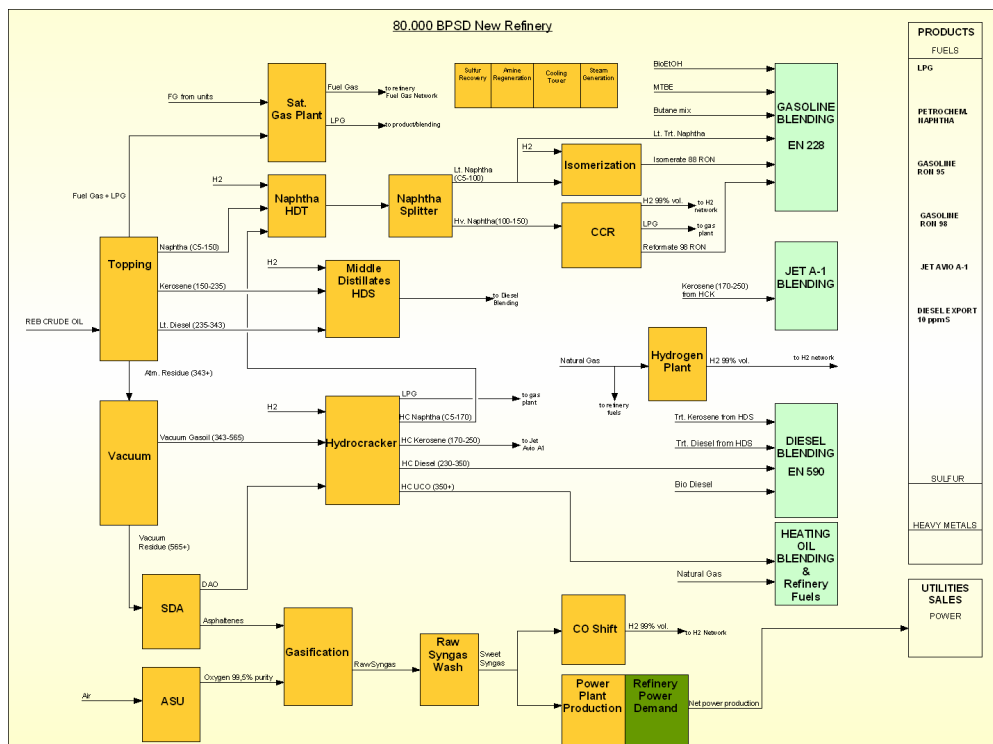 80.000 BPSD New Refinery
PRODUCTS
FUELS
LPG
PETROCHEM.
NAPHTHA
GASOLINE
RON 95
GASOLINE
RON 98
JET AVIO A-1
DIESEL EXPORT
10 ppmS
SULFUR
HEAVY METALS
UTILITIES
SALES
POWER
Sulfur
Recovery
Amine
Regeneration
Cooling
Tower
Steam
Generation
FG from units
Sat.
Gas Plant
Fuel Gas
to refinery
Fuel Gas Network
LPG
to product/blending
Fuel Gas + LPG
BioEtOH
MTBE
Butane mix
Lt. Trt. Naphtha
GASOLINE
BLENDING
EN 228
H2
Naphtha
HDT
Naphtha
Splitter
Lt. Naphtha
(C5-100)
H2
Isomerization
Isomerate 88 RON
Hv. Naphtha(100-150)
CCR
H2 99% vol.
to H2
network
LPG
to gas
plant
Reformate 98 RON
Topping
Naphtha (C5-150)
Kerosene (150-235)
Lt. Diesel (235-343)
REB CRUDE OIL
H2
Middle
Distillates
HDS
to Diesel
Blending
Kerosene (170-250)
from HCK
JET A-1
BLENDING
Natural Gas
to refinery
fuels
Hydrogen
Plant
H2 99% vol.
to H2 network
Atm. Residue (343+)
Vacuum
Vacuum Gasoil (343-565)
H2
Hydrocracker
LPG
to gas
plant
HC Naphtha (C5-170)
HC Kerosene (170-250)
to Jet
Avio A1
HC Diesel (230-350)
HC UCO (350+)
Trt. Kerosene from HDS
Trt. Diesel from HDS
Bio Diesel
DIESEL
BLENDING
EN 590
Vacuum
Residue (565+)
HEATING
OIL
BLENDING
&
Refinery
Fuels
Natural Gas
SDA
DAO
Asphaltenes
Air
ASU
Oxygen 99,5% purity
Gasification
RawSyngas
Raw
Syngas
Wash
Sweet
Syngas
CO Shift
H2 99% vol.
to H2 Network
Power
Plant
Production
Refinery
Power
Demand
Net power production